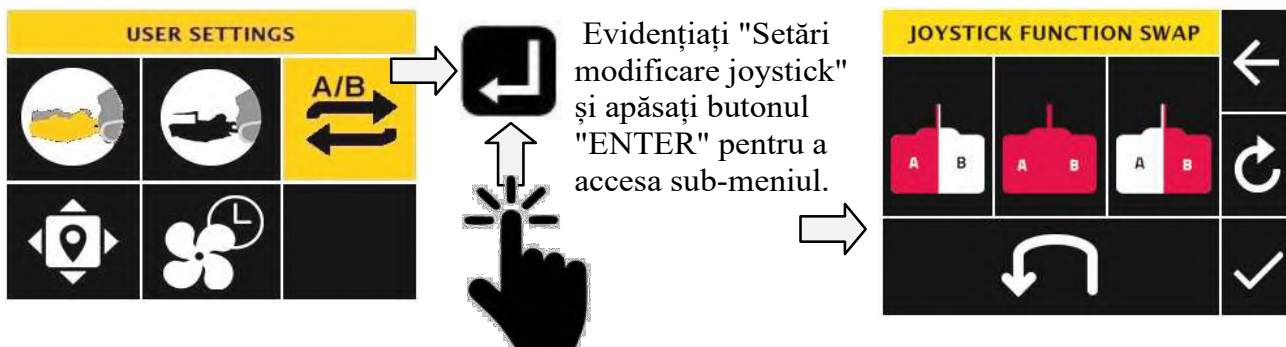 USER SETTINGS
A/B
Evidențiați "Setări
modificare joystick"
și apăsați butonul
"ENTER" pentru a
accesa sub-meniul.
JOYSTICK FUNCTION SWAP
A B A B A B